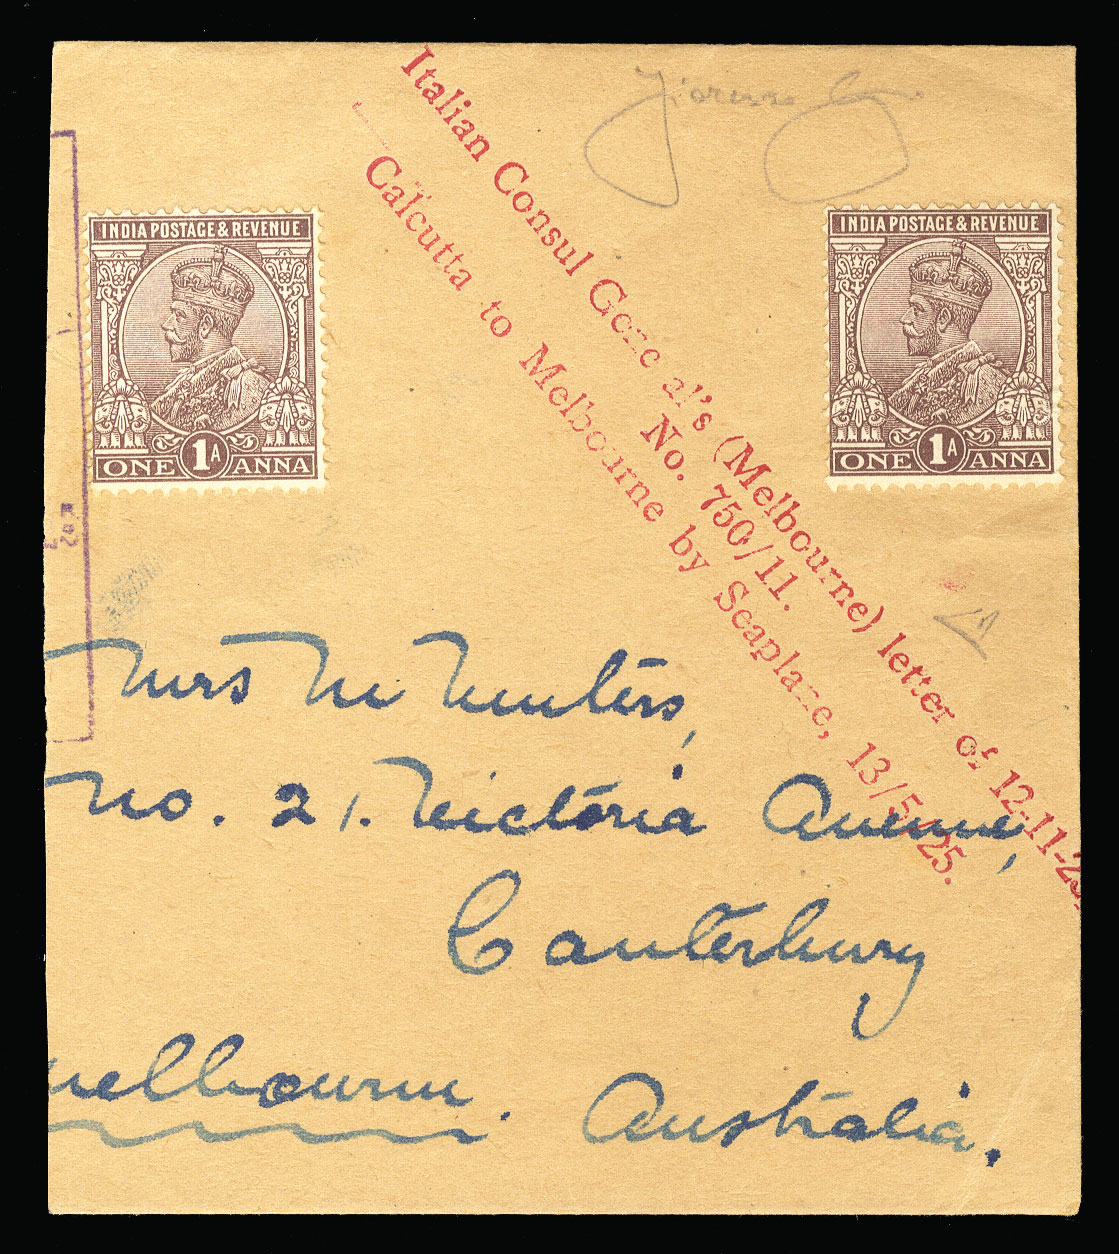 INDIA POSTAGE & REVENUE
ONE 1A ANNA
INDIA POSTAGE & REVENUE
ONE 1A ANNA
Italian Consul Gene al's (Melbourne) letter of 12-11-25.
No. 750/11.
Calcutta to Melbourne by Seaplane, 13/5/25.
Mrs M
No. 21. Victoria Avenue,
Canterbury
Melbourne. Australia.